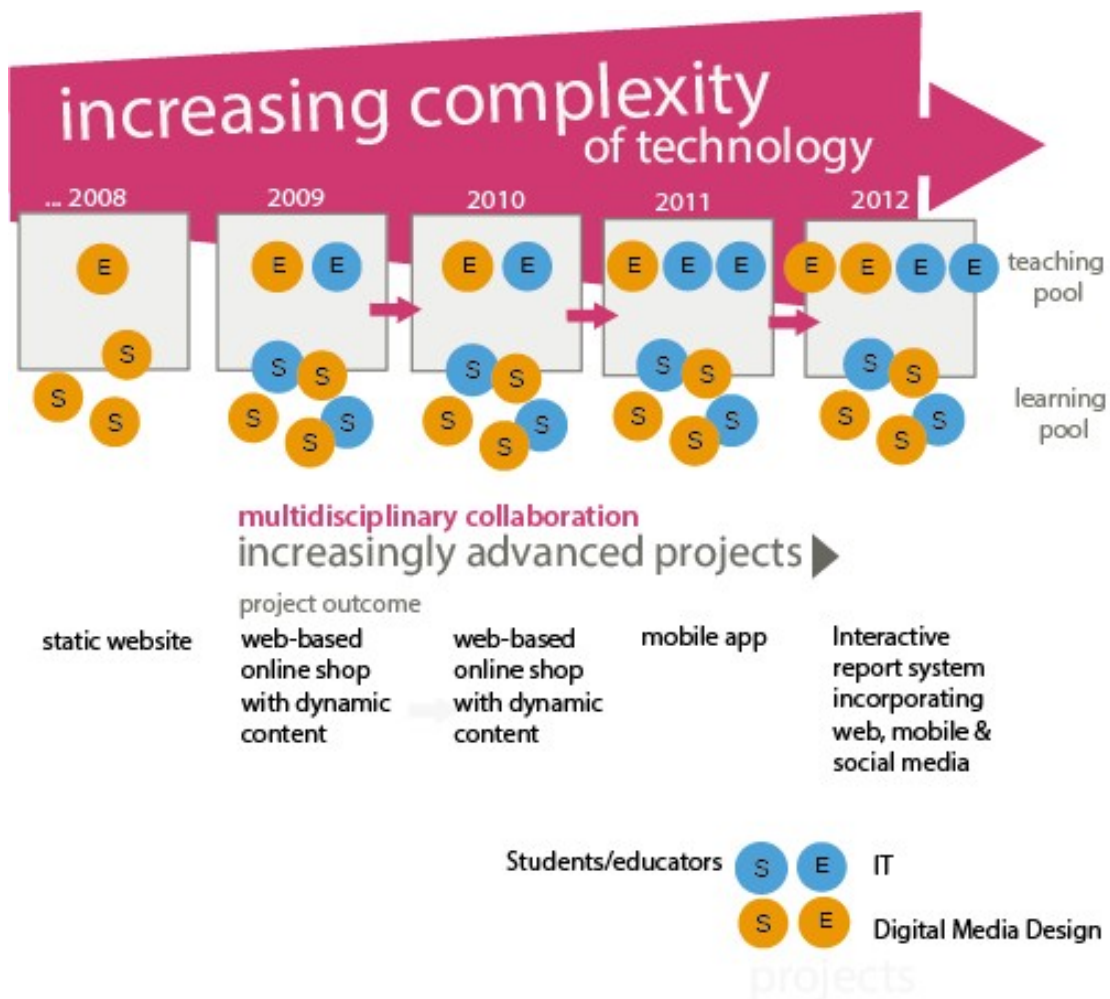 increasing complexity
of technology
... 2008
2009
2010
2011
2012
E
E E
E E
E E E
E E E E
teaching
pool
S
S
S
S S
S
S
S
S S
S
S
S
S S
S
S
S
S S
S
S
S
learning
pool
multidisciplinary collaboration
increasingly advanced projects
project outcome
static website
web-based
online shop
with dynamic
content
web-based
online shop
with dynamic
content
mobile app
Interactive
report system
incorporating
web, mobile &
social media
Students/educators
S E IT
S E Digital Media Design
projects